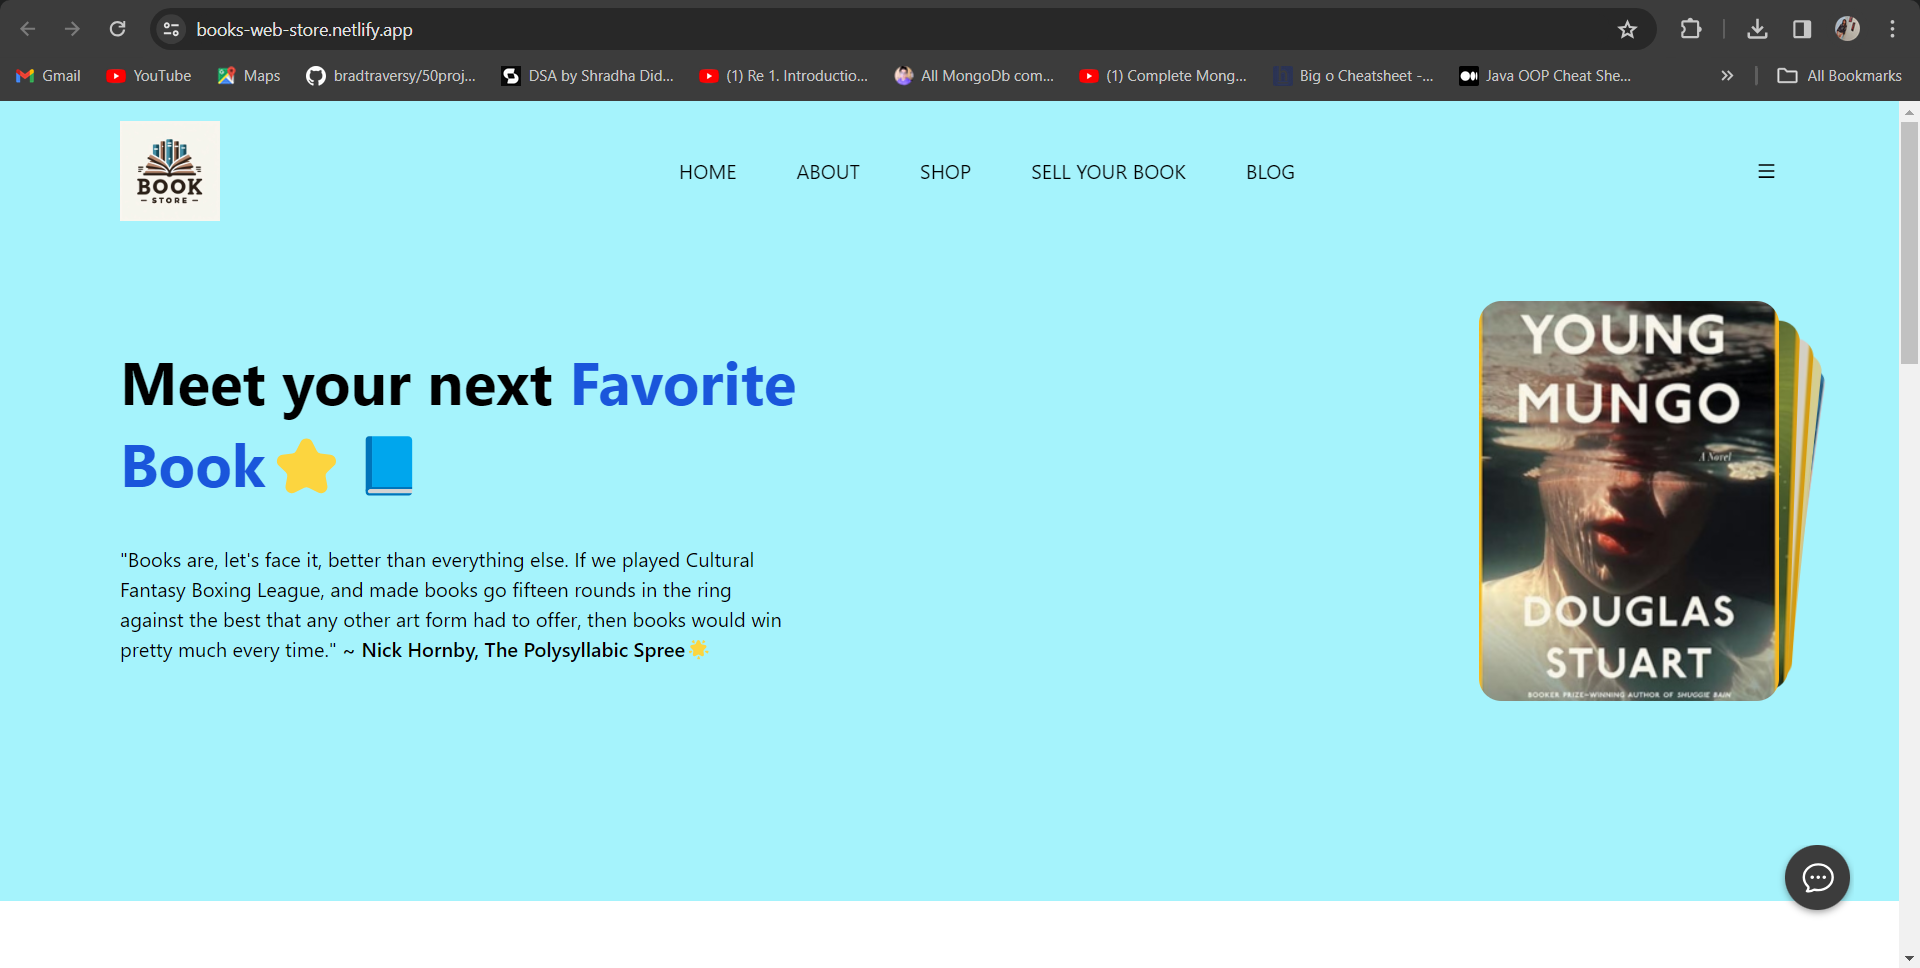 books-web-store.netlify.app
Gmail YouTube Maps bradtraversy/50proj... DSA by Shradha Did... (1) Re 1. Introductio... All MongoDb com... (1) Complete Mong... Big o Cheatsheet -... Java OOP Cheat She... » All Bookmarks
BOOK
- STORE -
HOME ABOUT SHOP SELL YOUR BOOK BLOG
Meet your next Favorite
Book⭐ 📘
"Books are, let's face it, better than everything else. If we played Cultural
Fantasy Boxing League, and made books go fifteen rounds in the ring
against the best that any other art form had to offer, then books would win
pretty much every time." ~ Nick Hornby, The Polysyllabic Spree🌟
YOUNG
MUNGO
A Novel
DOUGLAS
STUART
BOOKER PRIZE–WINNING AUTHOR OF SHUGGIE BAIN